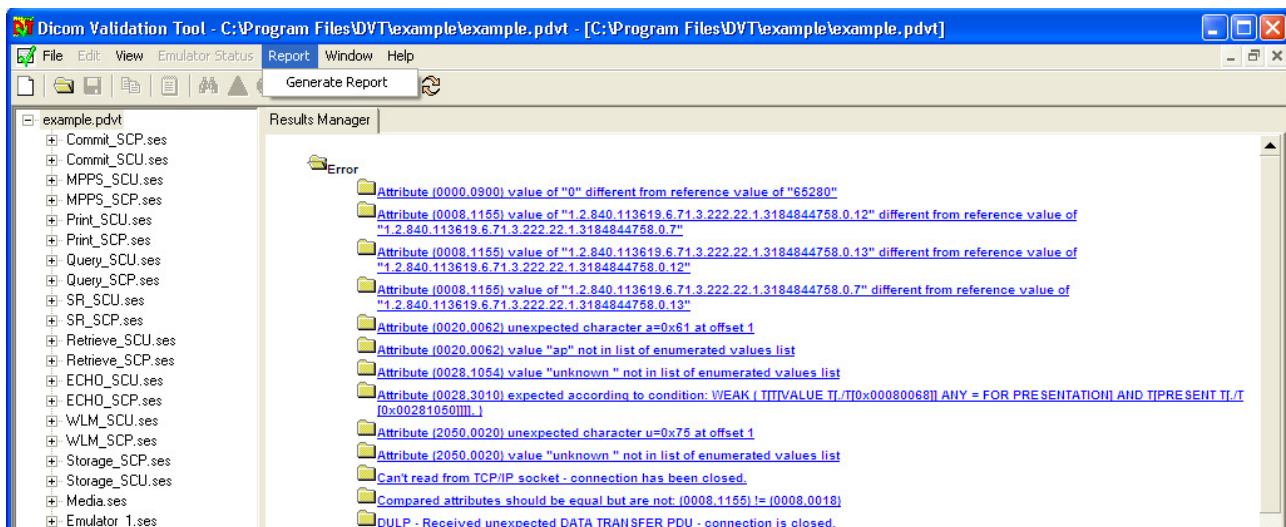 Dicom Validation Tool - C:\Program Files\DVT\example\example.pdvt - [C:\Program Files\DVT\example\example.pdvt]
File Edit View Emulator Status Report Window Help
Generate Report
example.pdvt
Commit_SCP.ses
Commit_SCU.ses
MPPS_SCU.ses
MPPS_SCP.ses
Print_SCU.ses
Print_SCP.ses
Query_SCU.ses
Query_SCP.ses
SR_SCU.ses
SR_SCP.ses
Retrieve_SCU.ses
Retrieve_SCP.ses
ECHO_SCU.ses
ECHO_SCP.ses
WLM_SCU.ses
WLM_SCP.ses
Storage_SCP.ses
Storage_SCU.ses
Media.ses
Emulator_1.ses
Results Manager
Error
Attribute (0000,0900) value of "0" different from reference value of "65280"
Attribute (0008,1155) value of "1.2.840.113619.6.71.3.222.22.1.3184844758.0.12" different from reference value of
"1.2.840.113619.6.71.3.222.22.1.3184844758.0.7"
Attribute (0008,1155) value of "1.2.840.113619.6.71.3.222.22.1.3184844758.0.13" different from reference value of
"1.2.840.113619.6.71.3.222.22.1.3184844758.0.12"
Attribute (0008,1155) value of "1.2.840.113619.6.71.3.222.22.1.3184844758.0.7" different from reference value of
"1.2.840.113619.6.71.3.222.22.1.3184844758.0.13"
Attribute (0020,0062) unexpected character a=0x61 at offset 1
Attribute (0020,0062) value "ap" not in list of enumerated values list
Attribute (0028,1054) value "unknown " not in list of enumerated values list
Attribute (0028,3010) expected according to condition: WEAK ( T[T[VALUE T[./T[0x00080068]] ANY = FOR PRESENTATION] AND T[PRESENT T[./T
[0x00281050]]]]. )
Attribute (2050,0020) unexpected character u=0x75 at offset 1
Attribute (2050,0020) value "unknown " not in list of enumerated values list
Can't read from TCP/IP socket - connection has been closed.
Compared attributes should be equal but are not: (0008,1155) != (0008,0018)
DULP - Received unexpected DATA TRANSFER PDU - connection is closed.